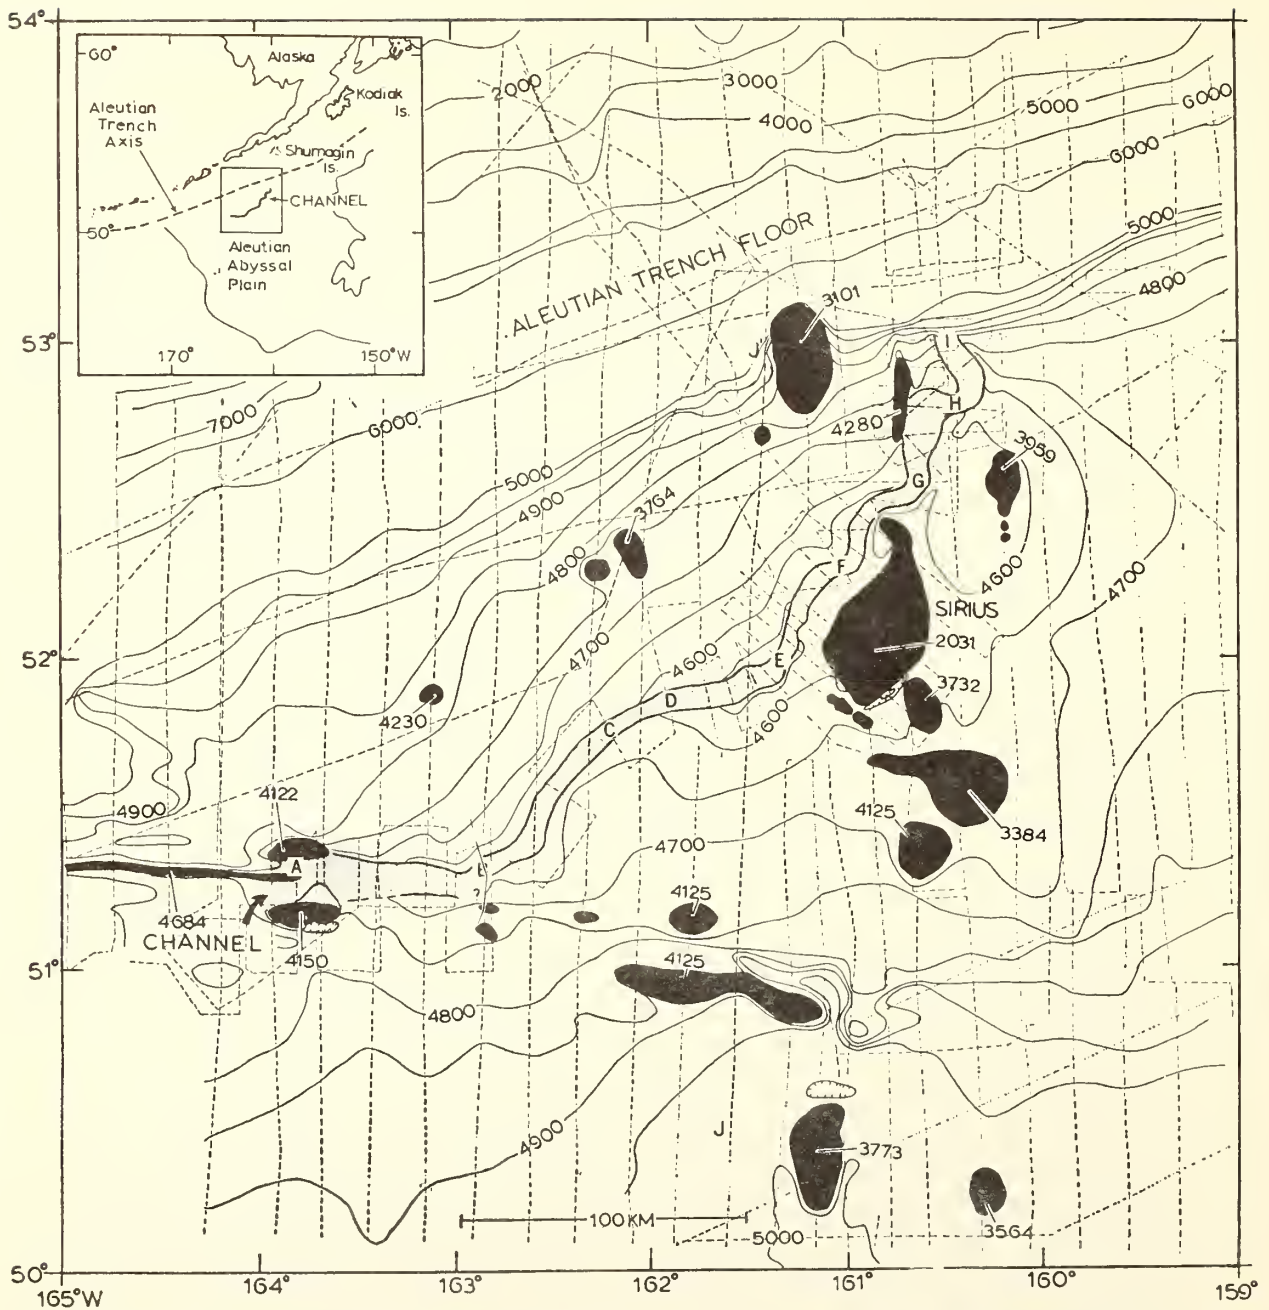 54°
60°
Alaska
Kodiak
Is.
Aleutian
Trench
Axis
Shumagin
Is.
CHANNEL
50°
Aleutian
Abyssal
Plain
170°
150°W
2000
3000
4000
5000
6000
6000
5000
4800
ALEUTIAN TRENCH FLOOR
3101
53°
J'
I
H
4280
3959
7000
6000
5000
4900
3764
G
4800
F
4600
4700
SIRIUS
2031
52°
4700
4600
E
3732
4230
D
C
4600
4900
4122
4125
3384
4700
A
?
4125
4684
CHANNEL
4150
51°
4125
4800
4900
J
3773
100 KM
5000
3564
50°
165°W
164°
163°
162°
161°
160°
159°